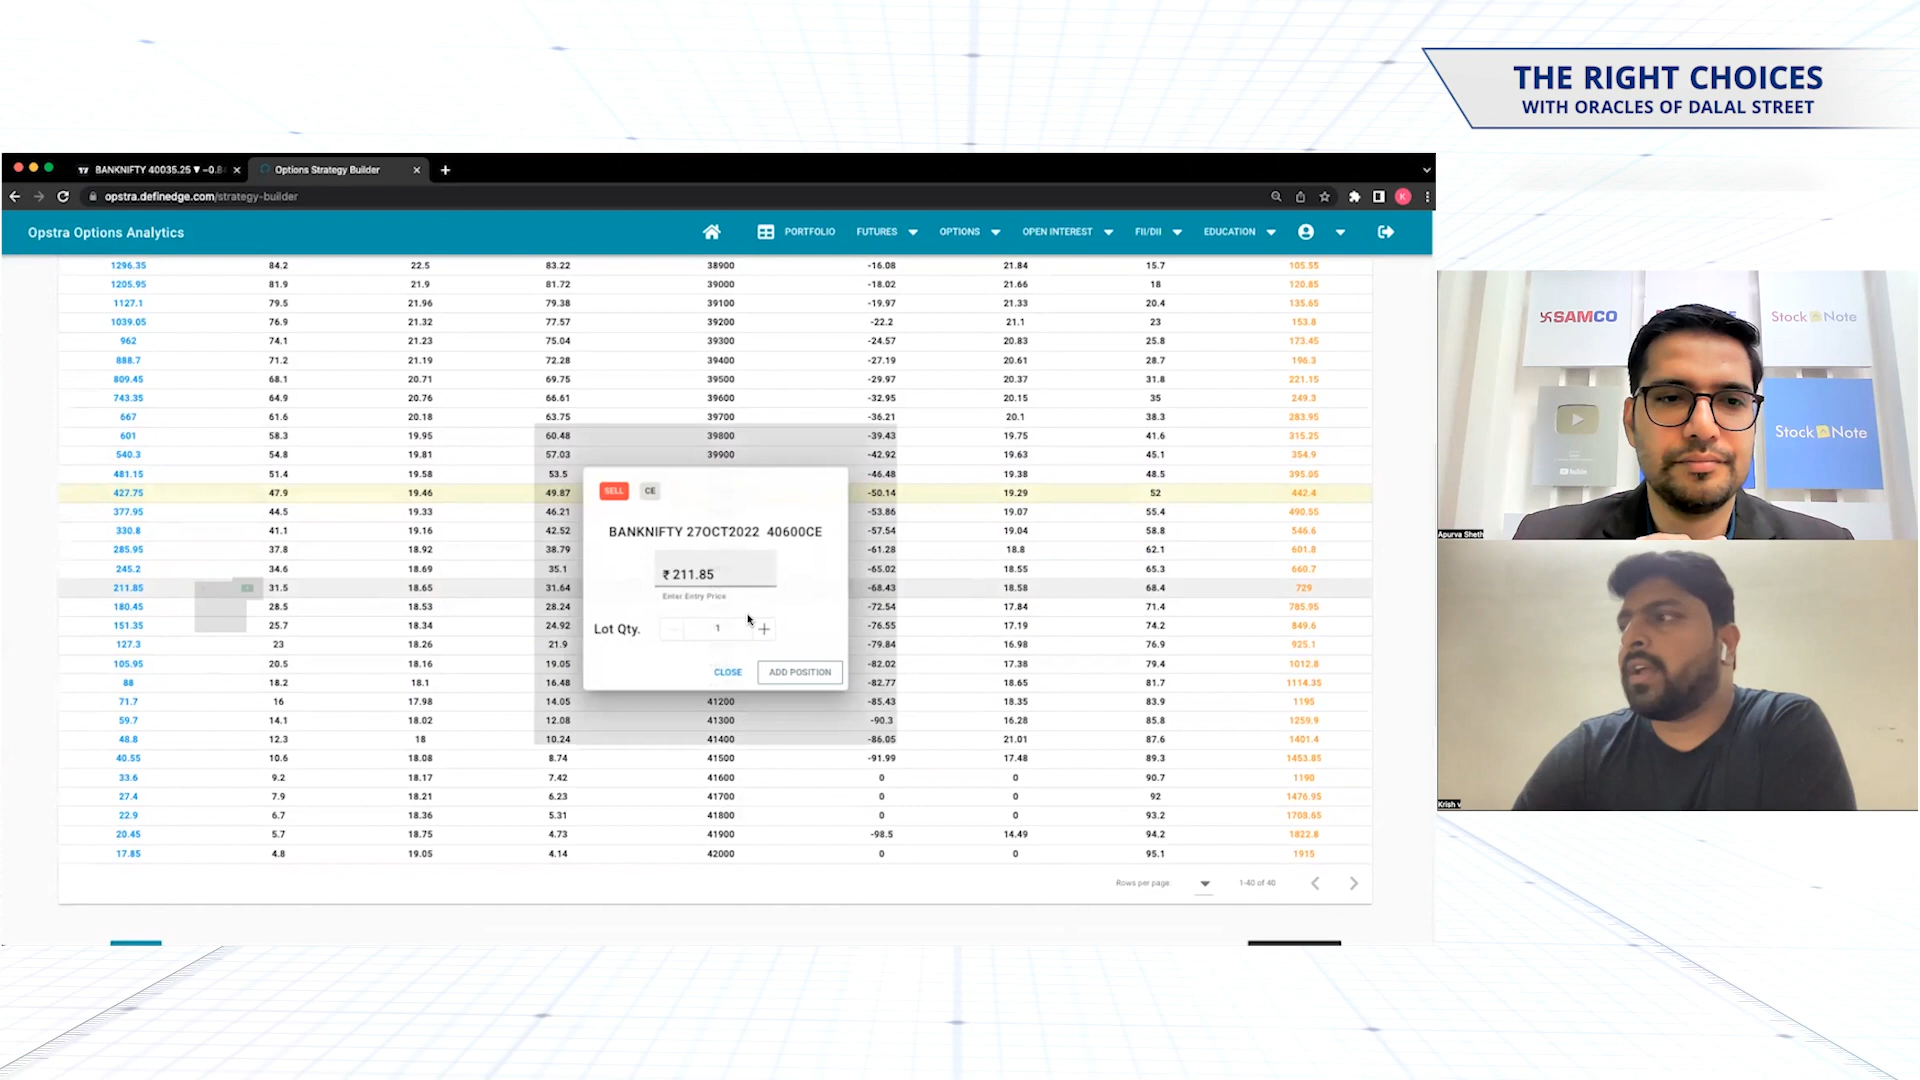 THE RIGHT CHOICES
WITH ORACLES OF DALAL STREET
BANKNIFTY 40035.25 ▼ −0.8
Options Strategy Builder
opstra.definedge.com/strategy-builder
Opstra Options Analytics
PORTFOLIO FUTURES OPTIONS OPEN INTEREST FII/DII EDUCATION
1296.35 84.2 22.5 83.22 38900 -16.08 21.84 15.7 105.55
1205.95 81.9 21.9 81.72 39000 -18.02 21.66 18 120.85
1127.1 79.5 21.96 79.38 39100 -19.97 21.33 20.4 135.65
1039.05 76.9 21.32 77.57 39200 -22.2 21.1 23 153.8
962 74.1 21.23 75.04 39300 -24.57 20.83 25.8 173.45
888.7 71.2 21.19 72.28 39400 -27.19 20.61 28.7 196.3
809.45 68.1 20.71 69.75 39500 -29.97 20.37 31.8 221.15
743.35 64.9 20.76 66.61 39600 -32.95 20.15 35 249.3
667 61.6 20.18 63.75 39700 -36.21 20.1 38.3 283.95
601 58.3 19.95 60.48 39800 -39.43 19.75 41.6 315.25
540.3 54.8 19.81 57.03 39900 -42.92 19.63 45.1 354.9
481.15 51.4 19.58 53.5 -46.48 19.38 48.5 395.05
427.75 47.9 19.46 49.87 -50.14 19.29 52 442.4
377.95 44.5 19.33 46.21 -53.86 19.07 55.4 490.55
330.8 41.1 19.16 42.52 -57.54 19.04 58.8 546.6
285.95 37.8 18.92 38.79 -61.28 18.8 62.1 601.8
245.2 34.6 18.69 35.1 -65.02 18.55 65.3 660.7
211.85 31.5 18.65 31.64 -68.43 18.58 68.4 729
180.45 28.5 18.53 28.24 -72.54 17.84 71.4 785.95
151.35 25.7 18.34 24.92 -76.55 17.19 74.2 849.6
127.3 23 18.26 21.9 -79.84 16.98 76.9 925.1
105.95 20.5 18.16 19.05 -82.02 17.38 79.4 1012.8
88 18.2 18.1 16.48 -82.77 18.65 81.7 1114.35
71.7 16 17.98 14.05 41200 -85.43 18.35 83.9 1195
59.7 14.1 18.02 12.08 41300 -90.3 16.28 85.8 1259.9
48.8 12.3 18 10.24 41400 -86.05 21.01 87.6 1401.4
40.55 10.6 18.08 8.74 41500 -91.99 17.48 89.3 1453.85
33.6 9.2 18.17 7.42 41600 0 0 90.7 1190
27.4 7.9 18.21 6.23 41700 0 0 92 1476.95
22.9 6.7 18.36 5.31 41800 0 0 93.2 1708.65
20.45 5.7 18.75 4.73 41900 -98.5 14.49 94.2 1822.8
17.85 4.8 19.05 4.14 42000 0 0 95.1 1915
Rows per page: 1-40 of 40
SELL CE
BANKNIFTY 27OCT2022 40600CE
₹ 211.85
Enter Entry Price
Lot Qty. 1
CLOSE ADD POSITION
SAMCO
Stock Note
Stock Note
Apurva Sheth
Krish v